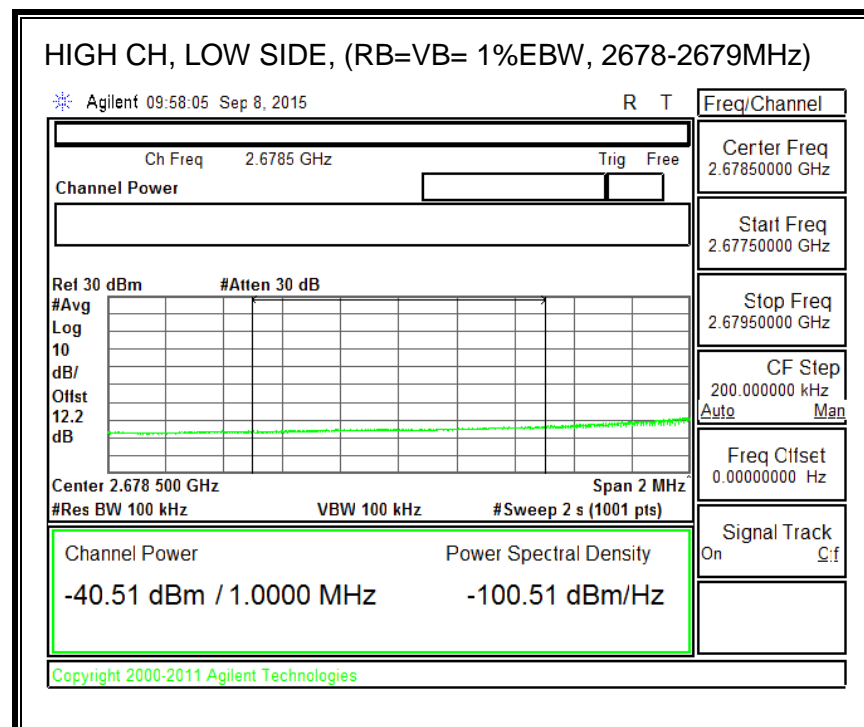 HIGH CH, LOW SIDE, (RB=VB= 1%EBW, 2678-2679MHz)
Agilent 09:58:05 Sep 8, 2015 R T
Ch Freq 2.6785 GHz Trig Free
Channel Power
Ref 30 dBm #Atten 30 dB
#Avg
Log
10
dB/
Offst
12.2
dB
Center 2.678 500 GHz Span 2 MHz^
#Res BW 100 kHz VBW 100 kHz #Sweep 2 s (1001 pts)
Channel Power Power Spectral Density
-40.51 dBm / 1.0000 MHz -100.51 dBm/Hz
Copyright 2000-2011 Agilent Technologies
Freq/Channel
Center Freq
2.67850000 GHz
Start Freq
2.67750000 GHz
Stop Freq
2.67950000 GHz
CF Step
200.000000 kHz
Auto Man
Freq Offset
0.00000000 Hz
Signal Track
On Off